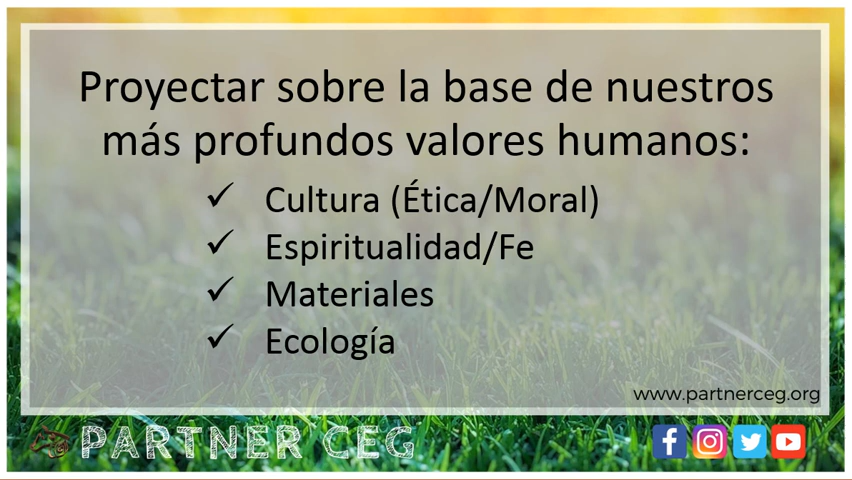 Proyectar sobre la base de nuestros
más profundos valores humanos:
✓ Cultura (Ética/Moral)
✓ Espiritualidad/Fe
✓ Materiales
✓ Ecología
www.partnerceg.org
PARTNER CEG